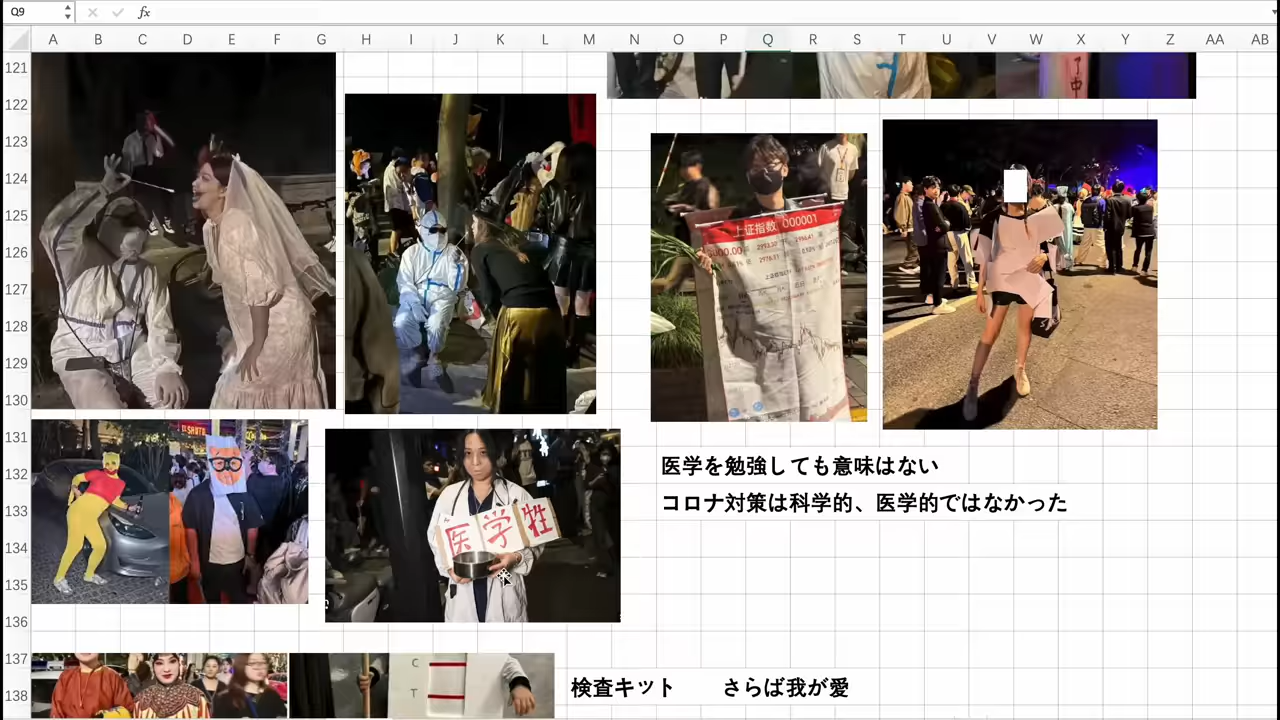 Q9
fx
A B C D E F G H I J K L M N O P Q R S T U V W X Y Z AA AB
121
122
123
124
125
126
127
128
129
130
131
132
133
134
135
136
137
138
了中
上证指数 000001
医学を勉強しても意味はない
コロナ対策は科学的、医学的ではなかった
医学牲
C
T
検査キット さらば我が愛